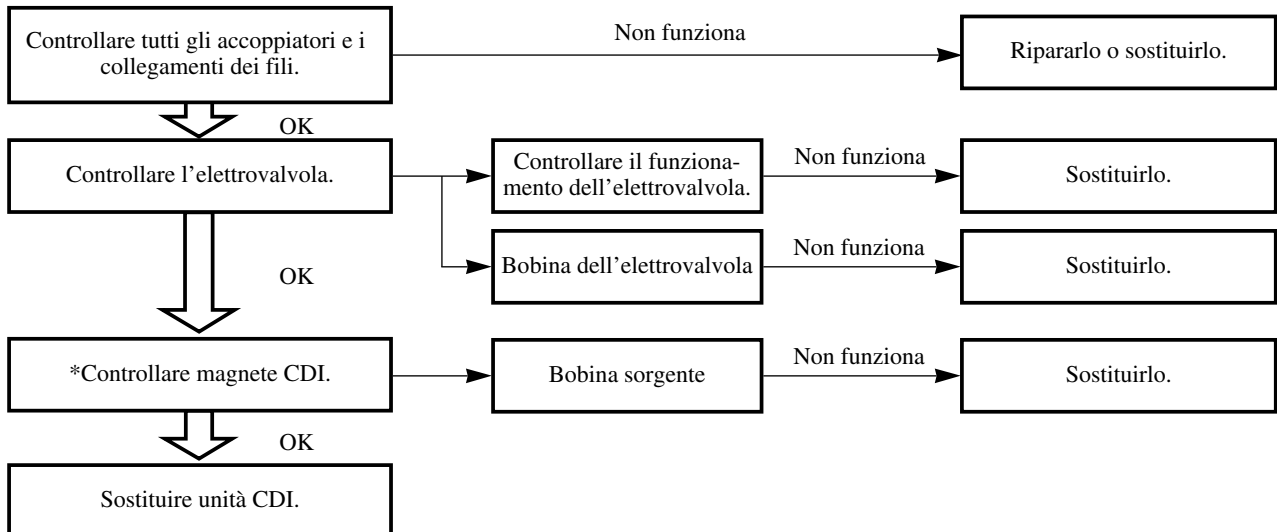 Controllare tutti gli accoppiatori e i
collegamenti dei fili.
Non funziona
Ripararlo o sostituirlo.
OK
Controllare l'elettrovalvola.
Controllare il funziona-
mento dell'elettrovalvola.
Non funziona
Sostituirlo.
Bobina dell'elettrovalvola
Non funziona
Sostituirlo.
OK
*Controllare magnete CDI.
Bobina sorgente
Non funziona
Sostituirlo.
OK
Sostituire unità CDI.